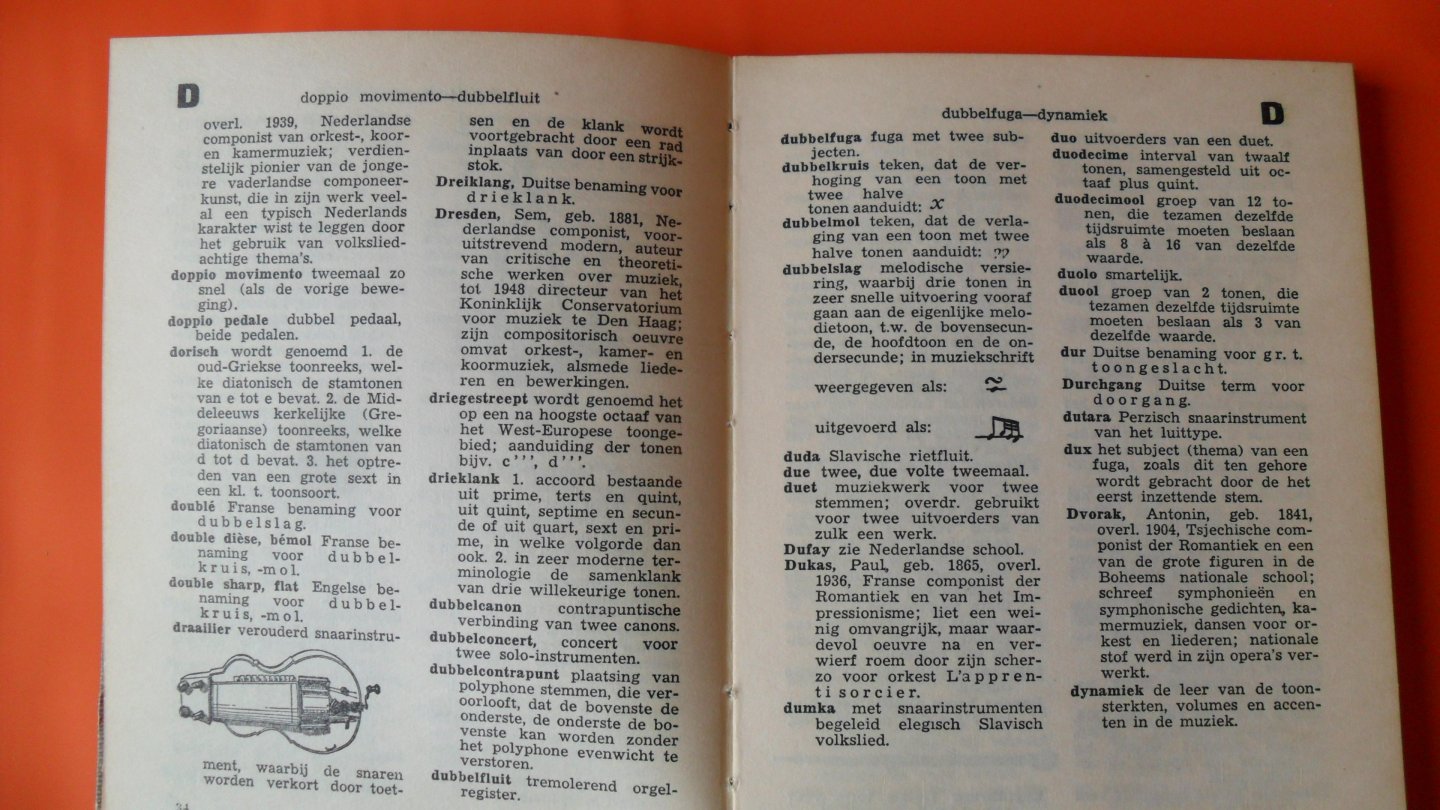 D
doppio movimento—dubbelfluit
overl. 1939, Nederlandse
componist van orkest-, koor-
en kamermuziek; verdien-
stelijk pionier van de jonge-
re vaderlandse componeer-
kunst, die in zijn werk veel-
al een typisch Nederlands
karakter wist te leggen door
het gebruik van volkslied-
achtige thema's.
doppio movimento tweemaal zo
snel (als de vorige bewe-
ging).
doppio pedale dubbel pedaal,
beide pedalen.
dorisch wordt genoemd 1. de
oud-Griekse toonreeks, wel-
ke diatonisch de stamtonen
van e tot e bevat. 2. de Mid-
deleeuws kerkelijke (Gre-
goriaanse) toonreeks, welke
diatonisch de stamtonen van
d tot d bevat. 3. het optre-
den van een grote sext in
een kl. t. toonsoort.
doublé Franse benaming voor
dubbelslag.
double dièse, bémol Franse be-
naming voor dubbel-
kruis, -mol.
double sharp, flat Engelse be-
naming voor dubbel-
kruis, -mol.
draailier verouderd snaarinstru-
ment, waarbij de snaren
worden verkort door toet-
34
sen en de klank wordt
voortgebracht door een rad
inplaats van door een strijk-
stok.
Dreiklang, Duitse benaming voor
drieklank.
Dresden, Sem, geb. 1881, Ne-
derlandse componist, voor-
uitstrevend modern, auteur
van critische en theoreti-
sche werken over muziek,
tot 1948 directeur van het
Koninklijk Conservatorium
voor muziek te Den Haag;
zijn compositorisch oeuvre
omvat orkest-, kamer- en
koormuziek, alsmede liede-
ren en bewerkingen.
driegestreept wordt genoemd het
op een na hoogste octaaf van
het West-Europese toonge-
bied; aanduiding der tonen
bijv. c''', d'''.
drieklank 1. accoord bestaande
uit prime, terts en quint,
uit quint, septime en secun-
de of uit quart, sext en pri-
me, in welke volgorde dan
ook. 2. in zeer moderne ter-
minologie de samenklank
van drie willekeurige tonen.
dubbelcanon contrapuntische
verbinding van twee canons.
dubbelconcert, concert voor
twee solo-instrumenten.
dubbelcontrapunt plaatsing van
polyphone stemmen, die ver-
oorlooft, dat de bovenste de
onderste, de onderste de bo-
venste kan worden zonder
het polyphone evenwicht te
verstoren.
dubbelfluit tremolerend orgel-
register.
dubbelfuga—dynamiek
D
dubbelfuga fuga met twee sub-
jecten.
dubbelkruis teken, dat de ver-
hoging van een toon met
twee halve
tonen aanduidt: x
dubbelmol teken, dat de verla-
ging van een toon met twee
halve tonen aanduidt:
dubbelslag melodische versie-
ring, waarbij drie tonen in
zeer snelle uitvoering vooraf
gaan aan de eigenlijke melo-
dietoon, t.w. de bovensecun-
de, de hoofdtoon en de on-
dersecunde; in muziekschrift
weergegeven als:
uitgevoerd als:
duda Slavische rietfluit.
due twee, due volte tweemaal.
duet muziekwerk voor twee
stemmen; overdr. gebruikt
voor twee uitvoerders van
zulk een werk.
Dufay zie Nederlandse school.
Dukas, Paul, geb. 1865, overl.
1936, Franse componist der
Romantiek en van het Im-
pressionisme; liet een wei-
nig omvangrijk, maar waar-
devol oeuvre na en ver-
wierf roem door zijn scher-
zo voor orkest L'appren-
ti sorcier.
dumka met snaarinstrumenten
begeleid elegisch Slavisch
volkslied.
duo uitvoerders van een duet.
duodecime interval van twaalf
tonen, samengesteld uit oc-
taaf plus quint.
duodecimool groep van 12 to-
nen, die tezamen dezelfde
tijdsruimte moeten beslaan
als 8 à 16 van dezelfde
waarde.
duolo smartelijk.
duool groep van 2 tonen, die
tezamen dezelfde tijdsruimte
moeten beslaan als 3 van
dezelfde waarde.
dur Duitse benaming voor gr. t.
toongeslacht.
Durchgang Duitse term voor
doorgang.
dutara Perzisch snaarinstrument
van het luittype.
dux het subject (thema) van een
fuga, zoals dit ten gehore
wordt gebracht door de het
eerst inzettende stem.
Dvorak, Antonin, geb. 1841,
overl. 1904, Tsjechische com-
ponist der Romantiek en een
van de grote figuren in de
Boheems nationale school;
schreef symphonieën en
symphonische gedichten, ka-
mermuziek, dansen voor or-
kest en liederen; nationale
stof werd in zijn opera's ver-
werkt.
dynamiek de leer van de toon-
sterkten, volumes en accen-
ten in de muziek.